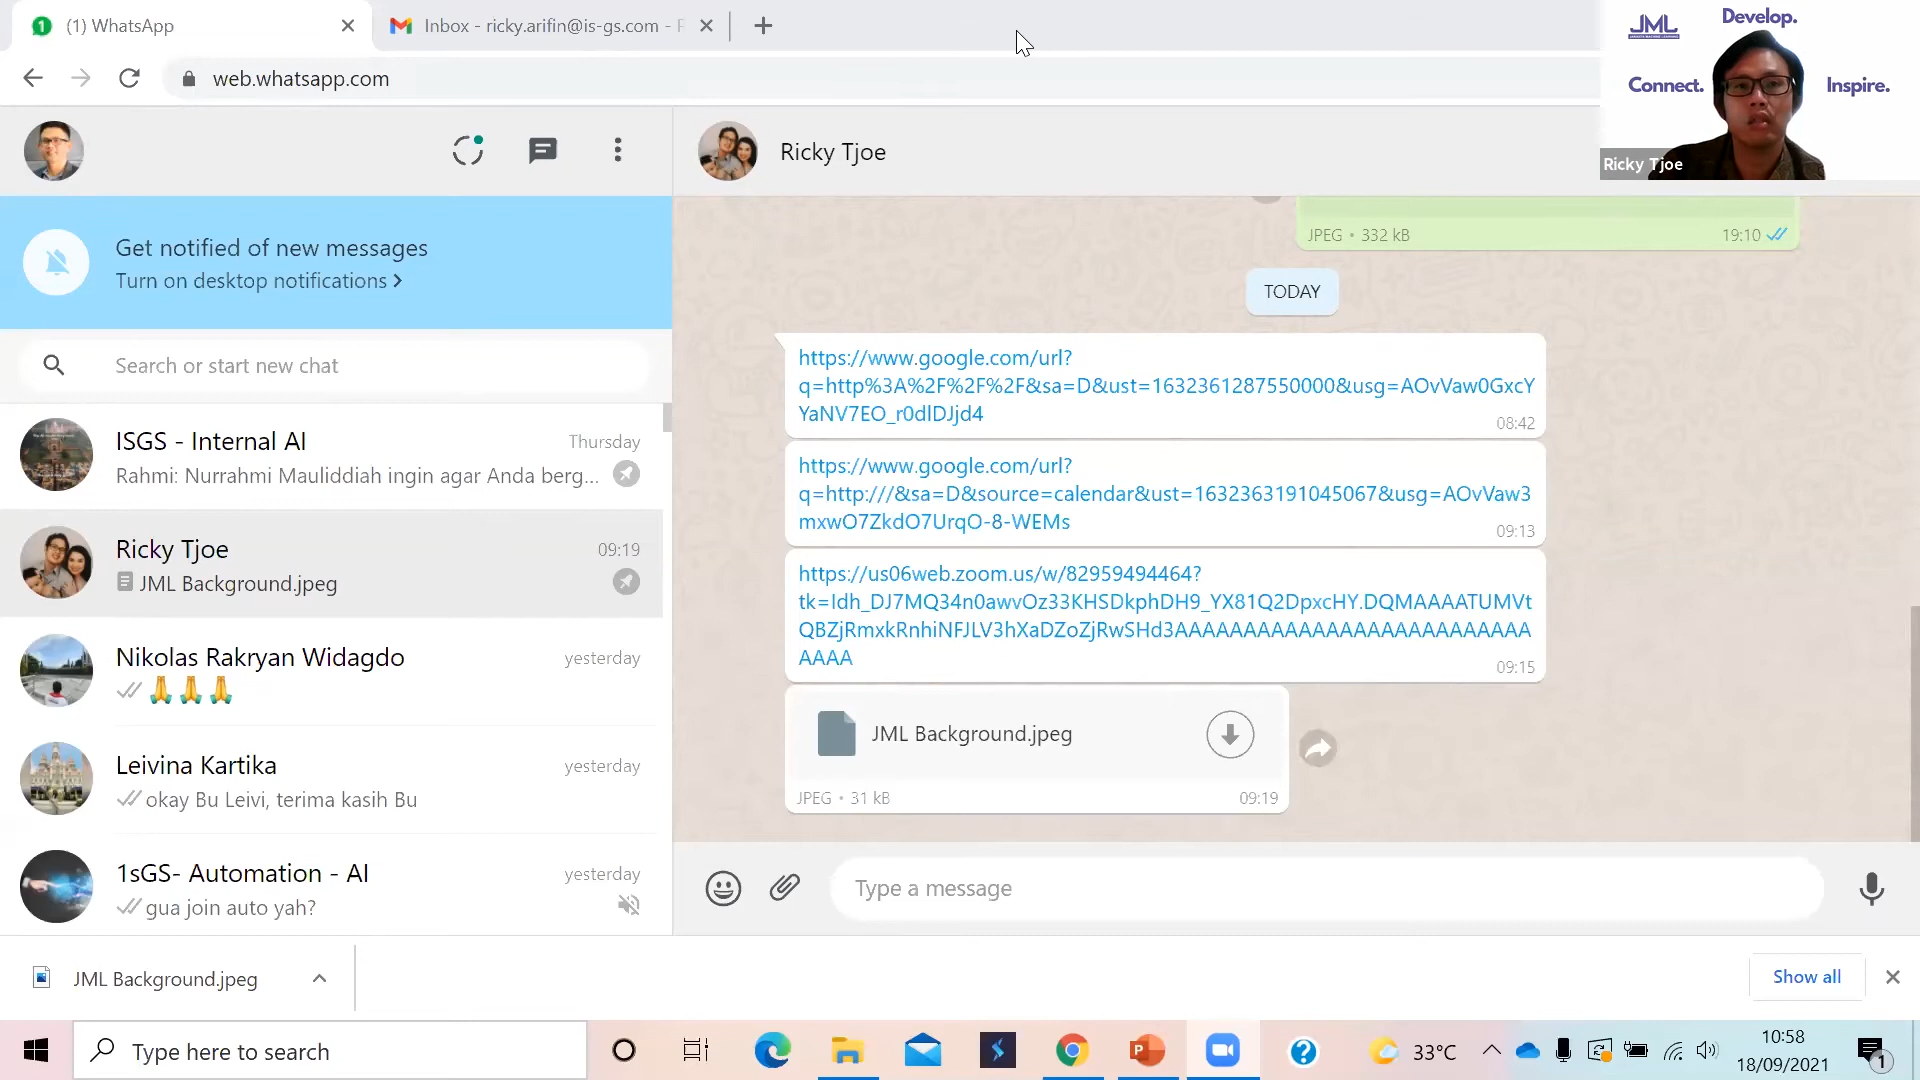 (1) WhatsApp
Inbox - ricky.arifin@is-gs.com -
web.whatsapp.com
JML
Develop.
Connect.
Inspire.
Ricky Tjoe
Ricky Tjoe
Get notified of new messages
Turn on desktop notifications
Search or start new chat
ISGS - Internal AI
Thursday
Rahmi: Nurrahmi Mauliddiah ingin agar Anda berg...
Ricky Tjoe
09:19
JML Background.jpeg
Nikolas Rakryan Widagdo
yesterday
Leivina Kartika
yesterday
okay Bu Leivi, terima kasih Bu
1sGS- Automation - AI
yesterday
gua join auto yah?
JPEG • 332 kB
19:10
TODAY
https://www.google.com/url?
q=http%3A%2F%2F%2F&sa=D&ust=1632361287550000&usg=AOvVaw0GxcY
YaNV7EO_r0dlDJjd4
08:42
https://www.google.com/url?
q=http:///&sa=D&source=calendar&ust=1632363191045067&usg=AOvVaw3
mxwO7ZkdO7UrqO-8-WEMs
09:13
https://us06web.zoom.us/w/82959494464?
tk=Idh_DJ7MQ34n0awvOz33KHSDkphDH9_YX81Q2DpxcHY.DQMAAAATUMVt
QBZjRmxkRnhiNFJLV3hXaDZoZjRwSHd3AAAAAAAAAAAAAAAAAAAAAAAAAA
AAAA
09:15
JML Background.jpeg
JPEG • 31 kB
09:19
Type a message
JML Background.jpeg
Show all
Type here to search
33°C
10:58
18/09/2021
1